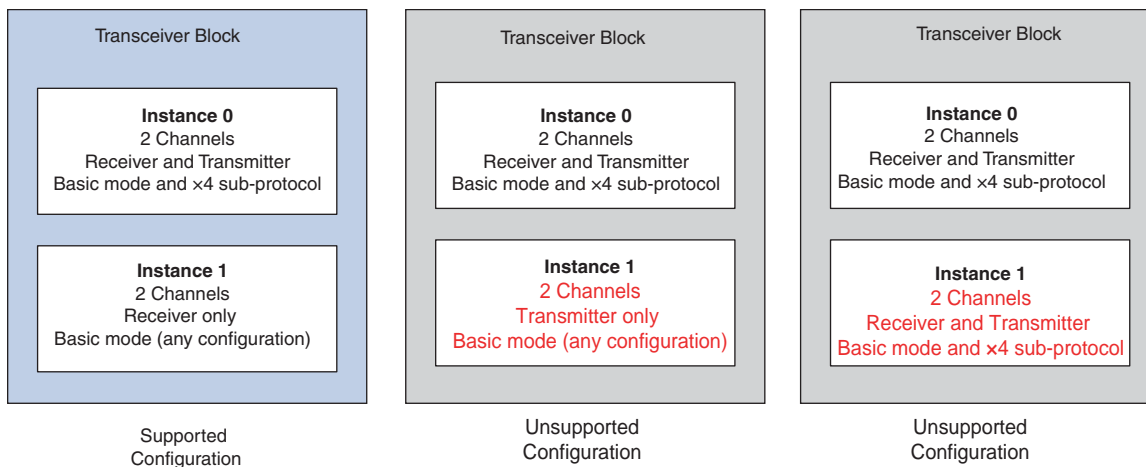 Transceiver Block
Instance 0
2 Channels
Receiver and Transmitter
Basic mode and ×4 sub-protocol
Instance 1
2 Channels
Receiver only
Basic mode (any configuration)
Supported
Configuration
Transceiver Block
Instance 0
2 Channels
Receiver and Transmitter
Basic mode and ×4 sub-protocol
Instance 1
2 Channels
Transmitter only
Basic mode (any configuration)
Unsupported
Configuration
Transceiver Block
Instance 0
2 Channels
Receiver and Transmitter
Basic mode and ×4 sub-protocol
Instance 1
2 Channels
Receiver and Transmitter
Basic mode and ×4 sub-protocol
Unsupported
Configuration